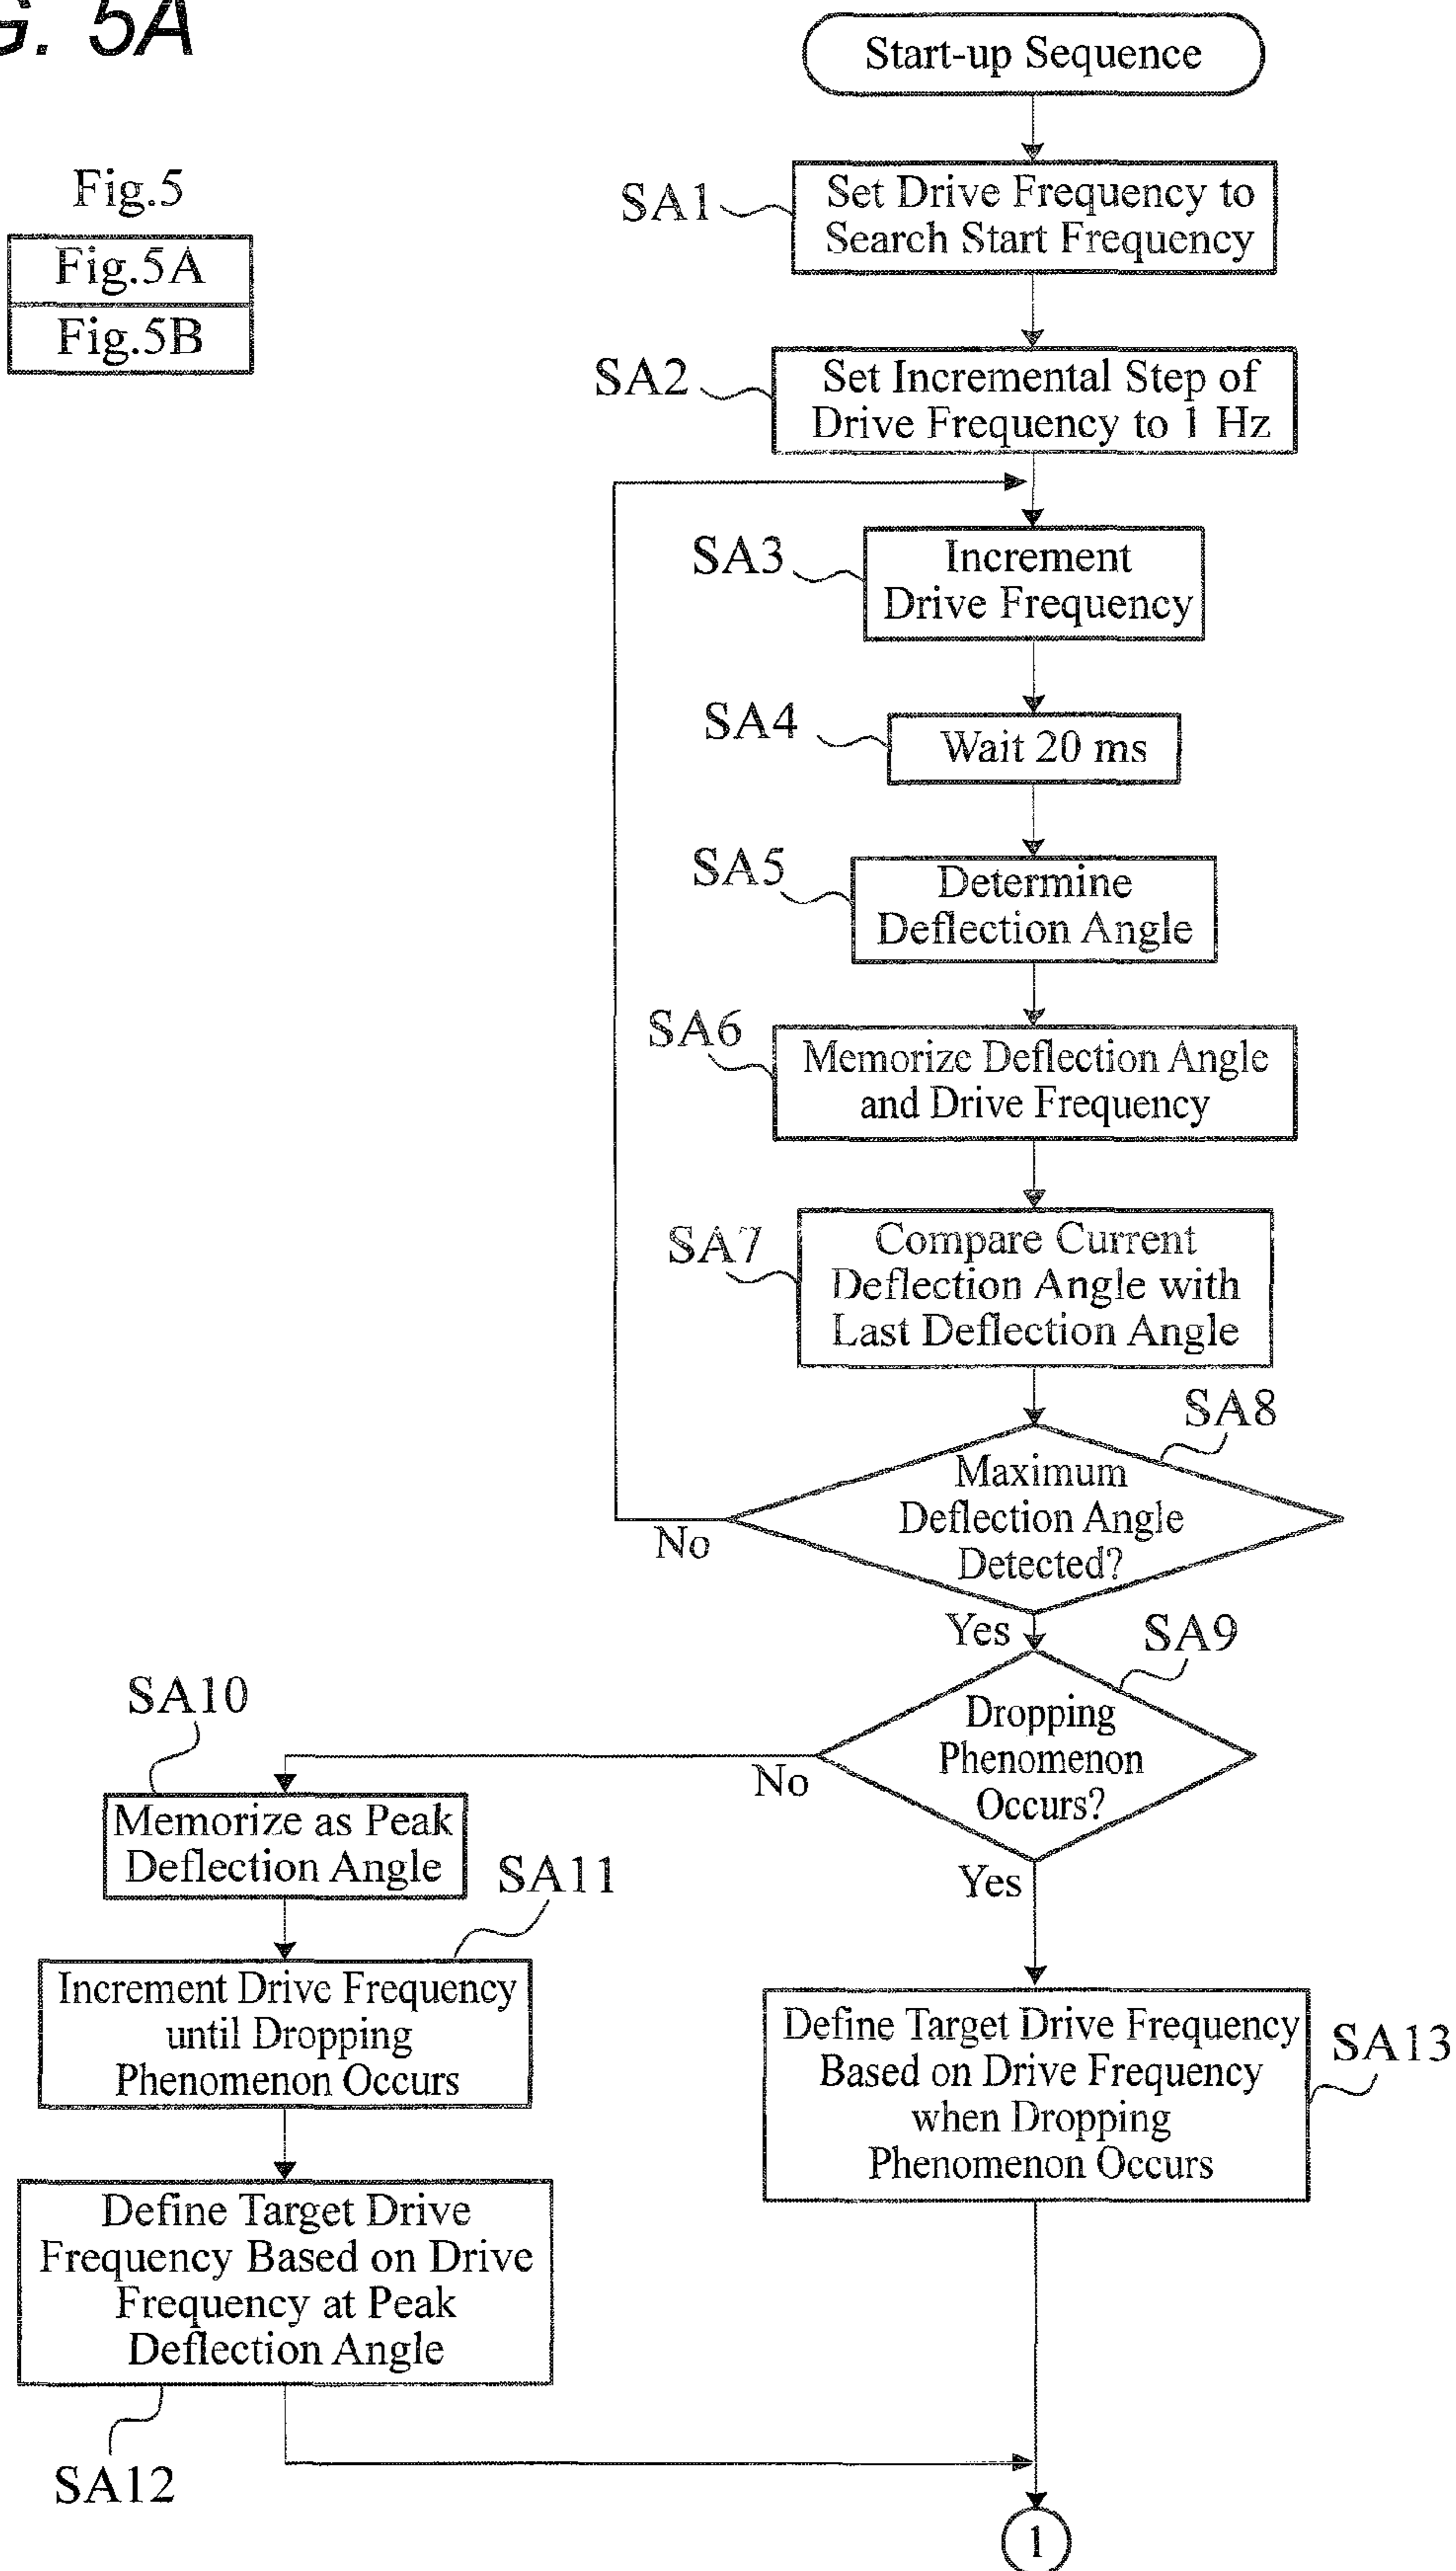 G. 5A
Fig.5
Fig.5A
Fig.5B
Start-up Sequence
SA1
Set Drive Frequency to
Search Start Frequency
SA2
Set Incremental Step of
Drive Frequency to 1 Hz
SA3
Increment
Drive Frequency
SA4
Wait 20 ms
SA5
Determine
Deflection Angle
SA6
Memorize Deflection Angle
and Drive Frequency
SA7
Compare Current
Deflection Angle with
Last Deflection Angle
SA8
Maximum
Deflection Angle
Detected?
No
Yes
SA9
Dropping
Phenomenon
Occurs?
No
Yes
SA10
Memorize as Peak
Deflection Angle
SA11
Increment Drive Frequency
until Dropping
Phenomenon Occurs
Define Target Drive
Frequency Based on Drive
Frequency at Peak
Deflection Angle
SA12
Define Target Drive Frequency
Based on Drive Frequency
when Dropping
Phenomenon Occurs
SA13
1